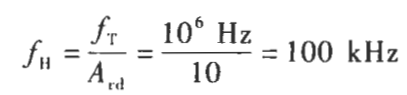 f_H = f_T / A_rd = 10^6 Hz / 10 = 100 kHz